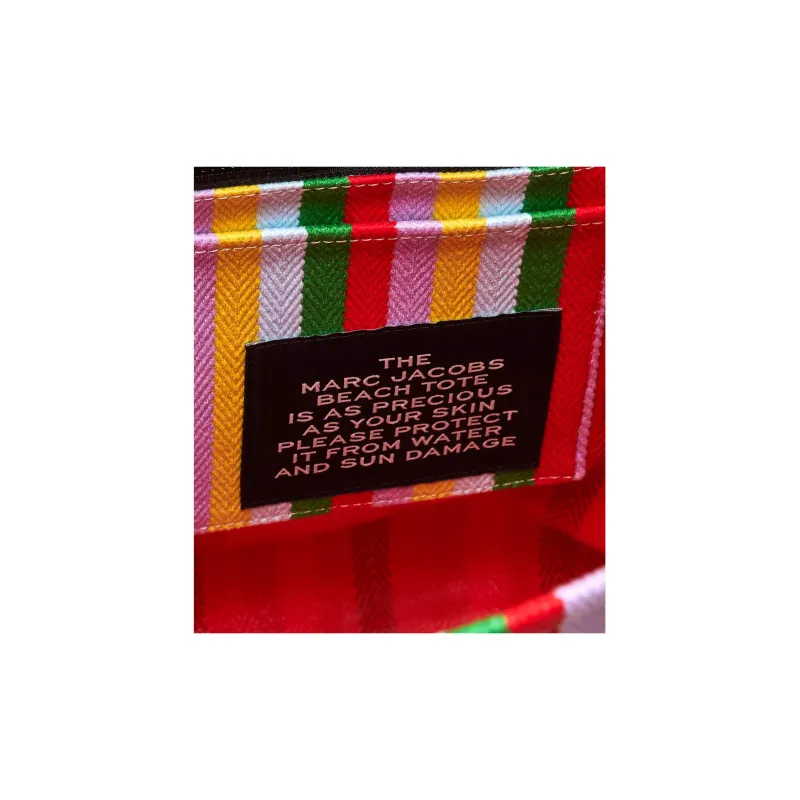 THE
MARC JACOBS
BEACH TOTE
IS AS PRECIOUS
AS YOUR SKIN
PLEASE PROTECT
IT FROM WATER
AND SUN DAMAGE